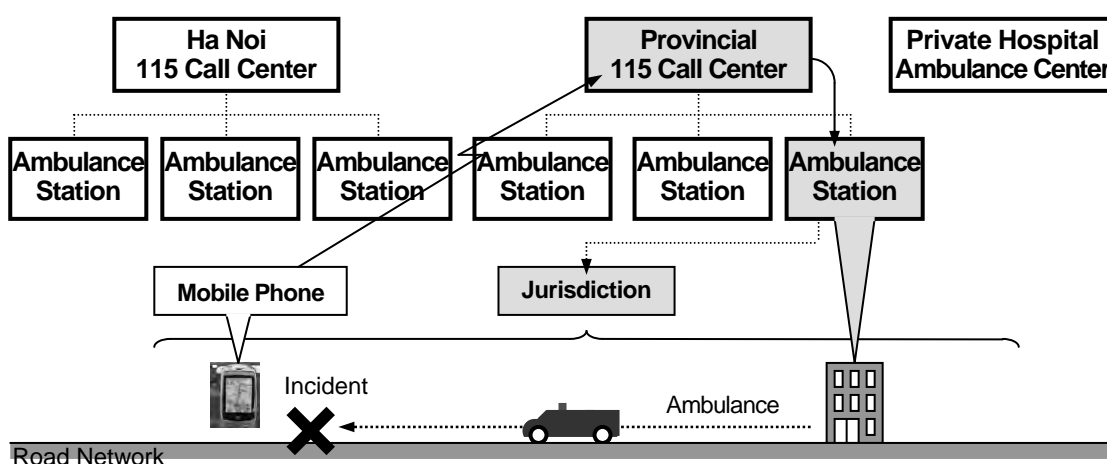 Ha Noi
115 Call Center
Provincial
115 Call Center
Private Hospital
Ambulance Center
Ambulance
Station
Ambulance
Station
Ambulance
Station
Ambulance
Station
Ambulance
Station
Ambulance
Station
Mobile Phone
Jurisdiction
Incident
Ambulance
Road Network